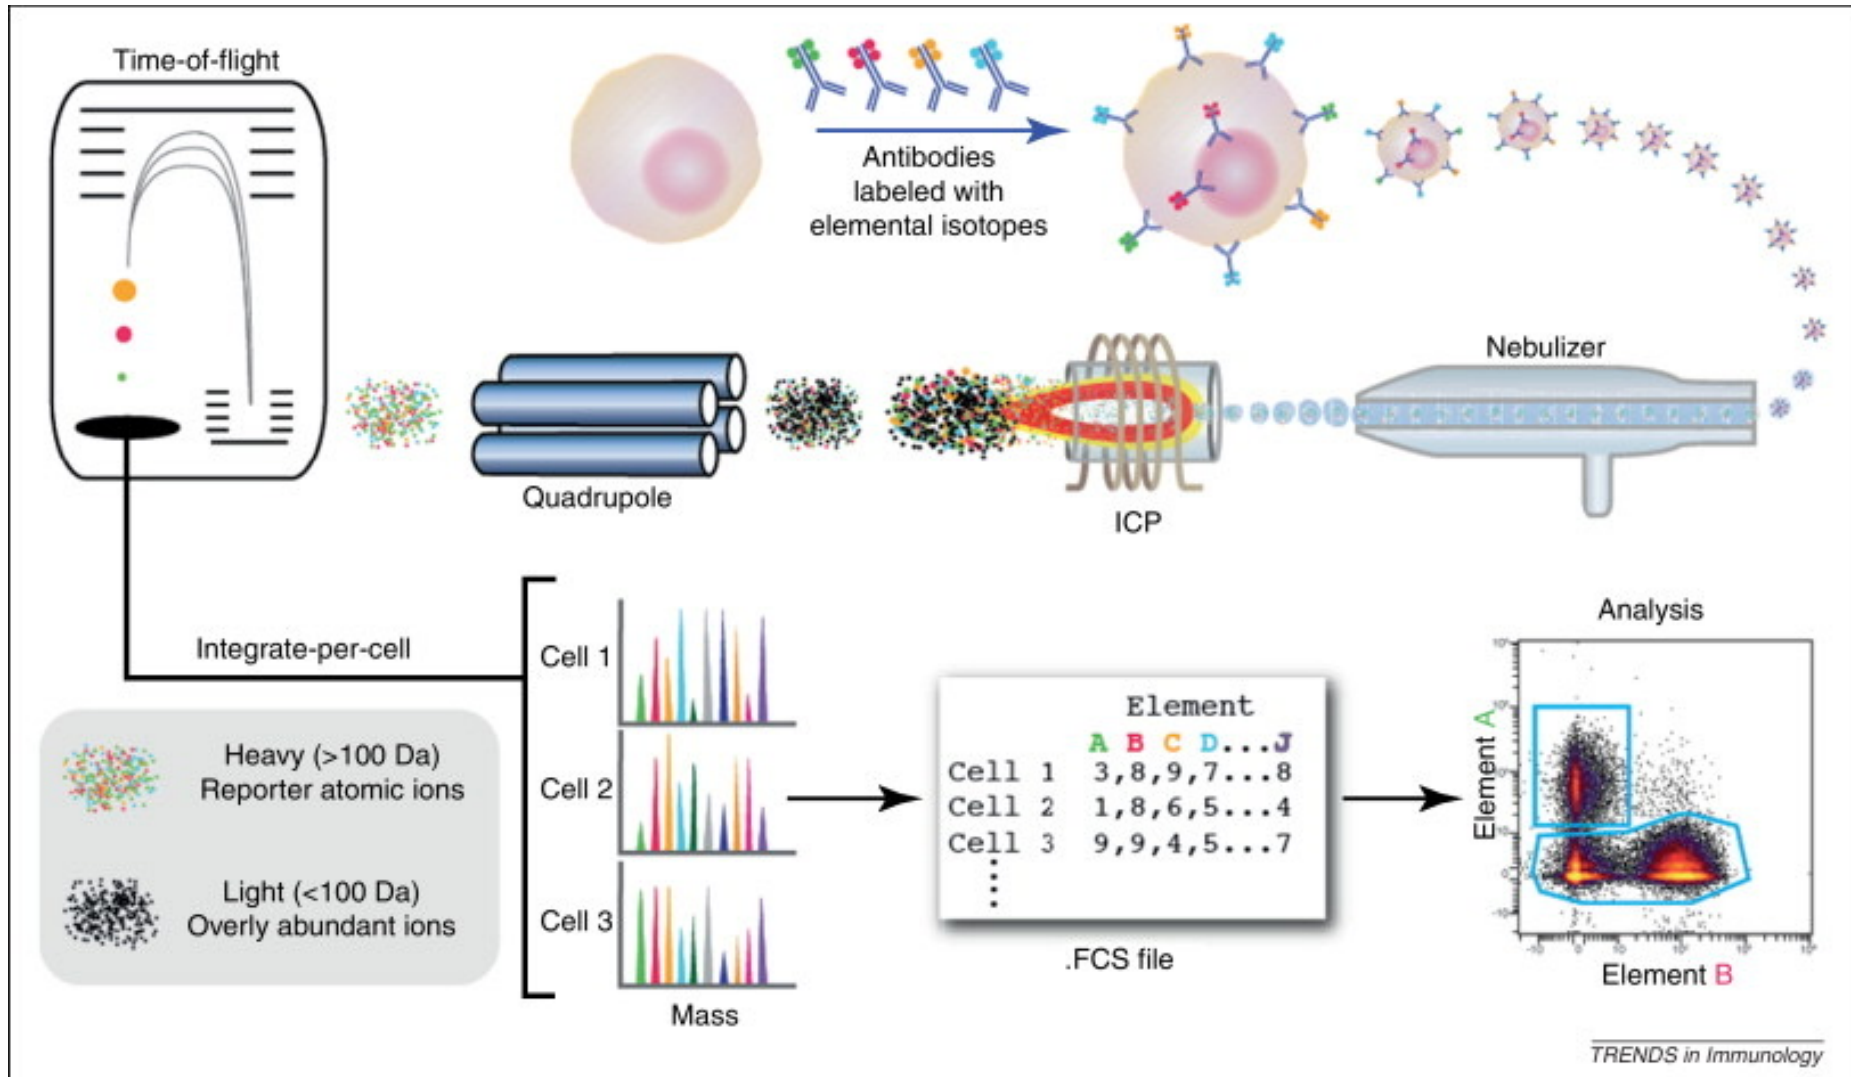 Time-of-flight
Antibodies
labeled with
elemental isotopes
Nebulizer
Quadrupole
ICP
Integrate-per-cell
Heavy (>100 Da)
Reporter atomic ions
Light (<100 Da)
Overly abundant ions
Cell 1
Cell 2
Cell 3
Mass
Element
A B C D...J
Cell 1 3,8,9,7...8
Cell 2 1,8,6,5...4
Cell 3 9,9,4,5...7
.FCS file
Analysis
Element A
Element B
TRENDS in Immunology